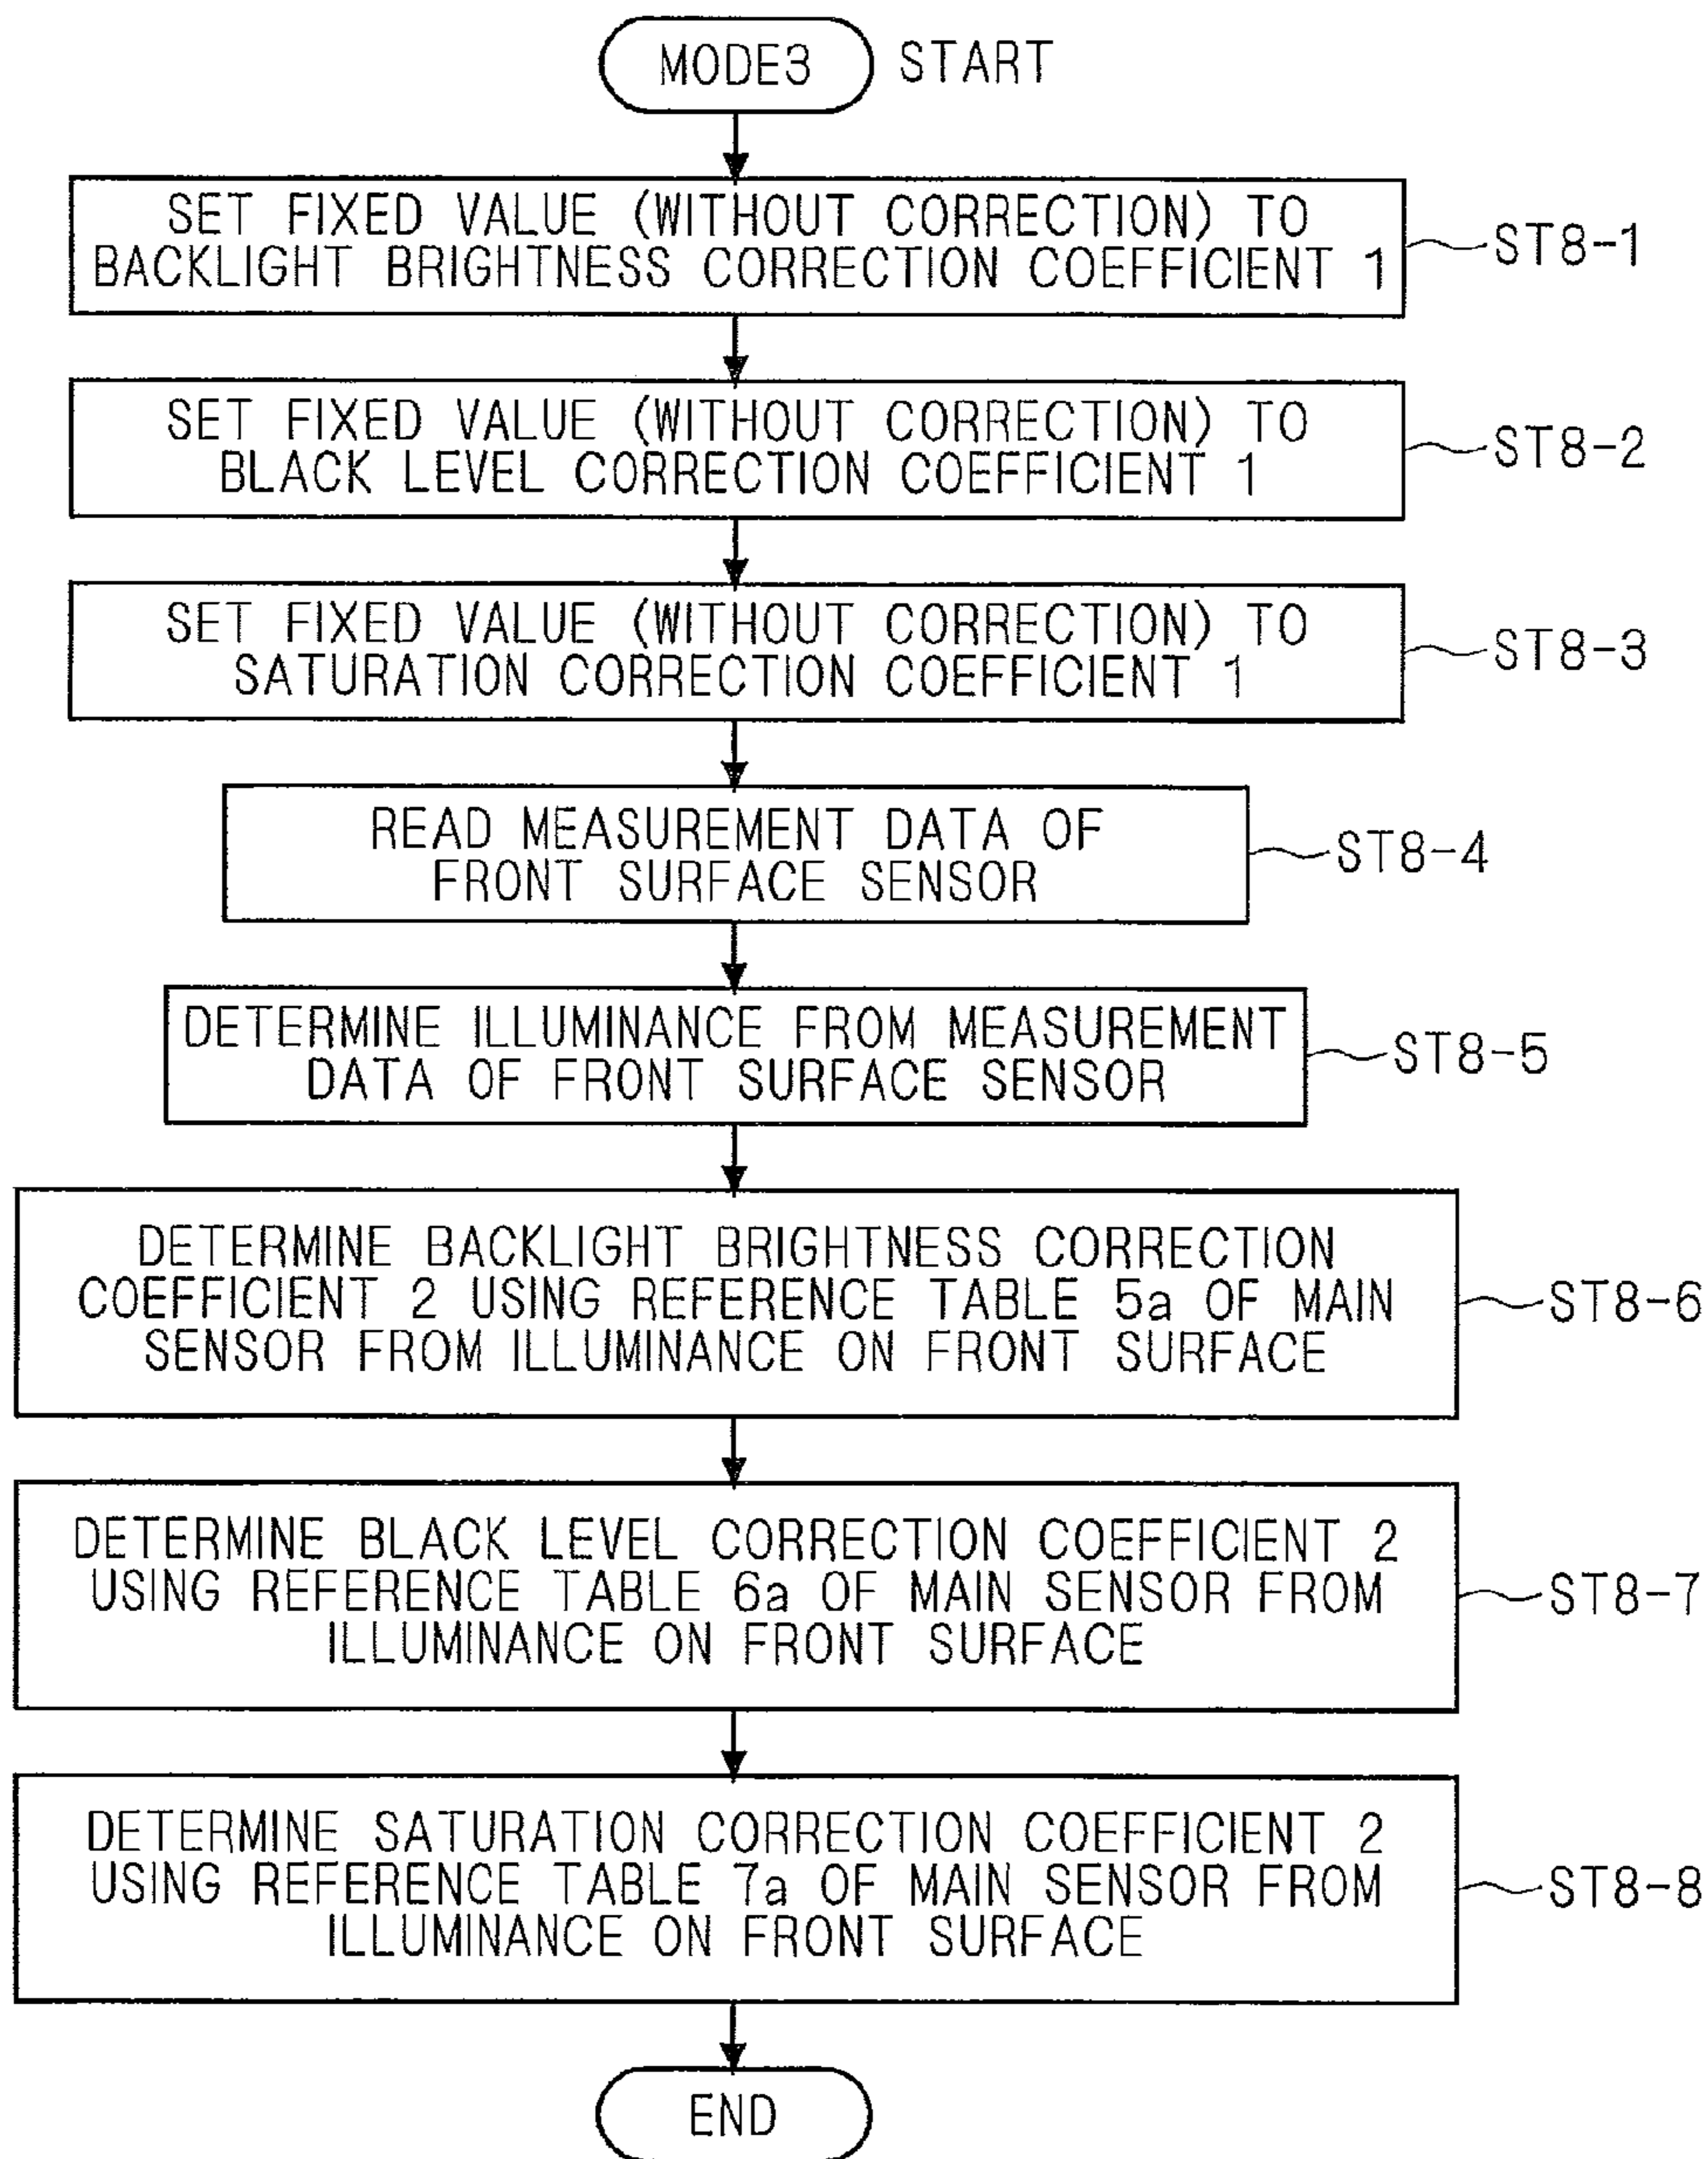 MODE3 START
SET FIXED VALUE (WITHOUT CORRECTION) TO
BACKLIGHT BRIGHTNESS CORRECTION COEFFICIENT 1
ST8-1
SET FIXED VALUE (WITHOUT CORRECTION) TO
BLACK LEVEL CORRECTION COEFFICIENT 1
ST8-2
SET FIXED VALUE (WITHOUT CORRECTION) TO
SATURATION CORRECTION COEFFICIENT 1
ST8-3
READ MEASUREMENT DATA OF
FRONT SURFACE SENSOR
ST8-4
DETERMINE ILLUMINANCE FROM MEASUREMENT
DATA OF FRONT SURFACE SENSOR
ST8-5
DETERMINE BACKLIGHT BRIGHTNESS CORRECTION
COEFFICIENT 2 USING REFERENCE TABLE 5a OF MAIN
SENSOR FROM ILLUMINANCE ON FRONT SURFACE
ST8-6
DETERMINE BLACK LEVEL CORRECTION COEFFICIENT 2
USING REFERENCE TABLE 6a OF MAIN SENSOR FROM
ILLUMINANCE ON FRONT SURFACE
ST8-7
DETERMINE SATURATION CORRECTION COEFFICIENT 2
USING REFERENCE TABLE 7a OF MAIN SENSOR FROM
ILLUMINANCE ON FRONT SURFACE
ST8-8
END